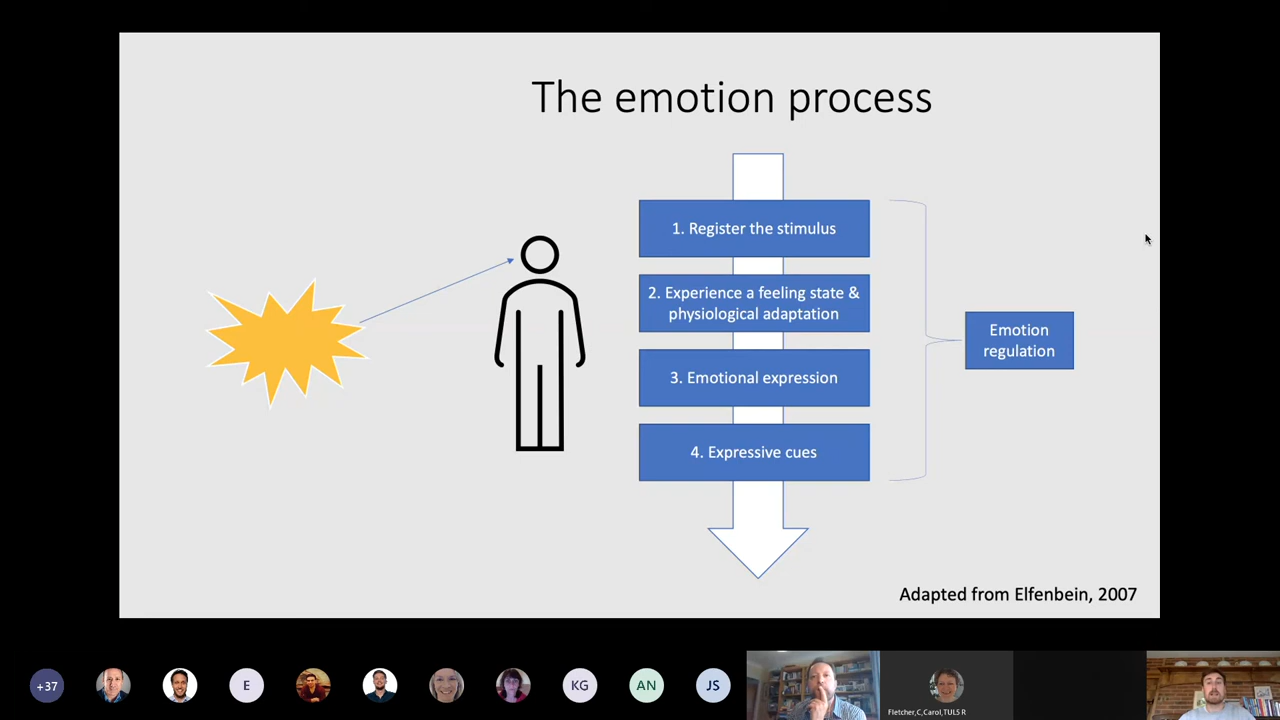 The emotion process
1. Register the stimulus
2. Experience a feeling state &
physiological adaptation
3. Emotional expression
4. Expressive cues
Emotion
regulation
Adapted from Elfenbein, 2007
+37
E
KG
AN
JS
Fletcher,C,Carol,TUL5 R